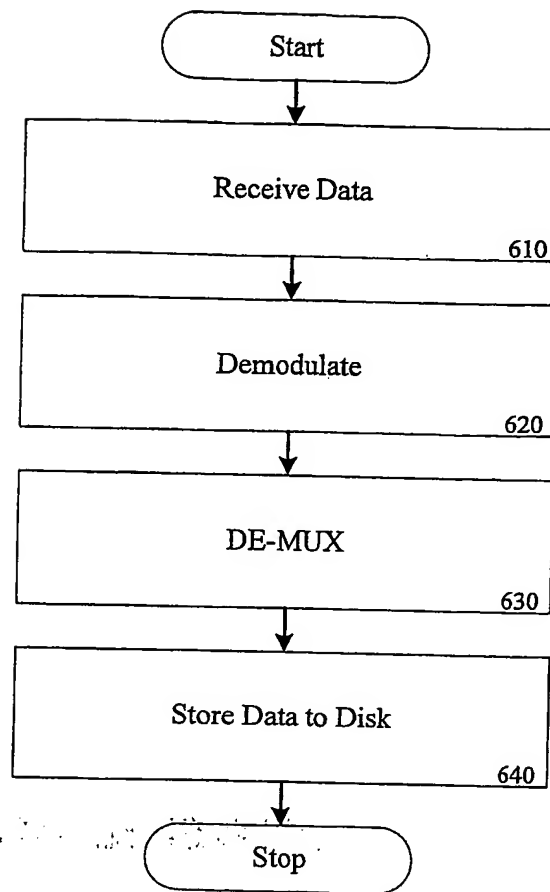 Start
Receive Data
610
Demodulate
620
DE-MUX
630
Store Data to Disk
640
Stop